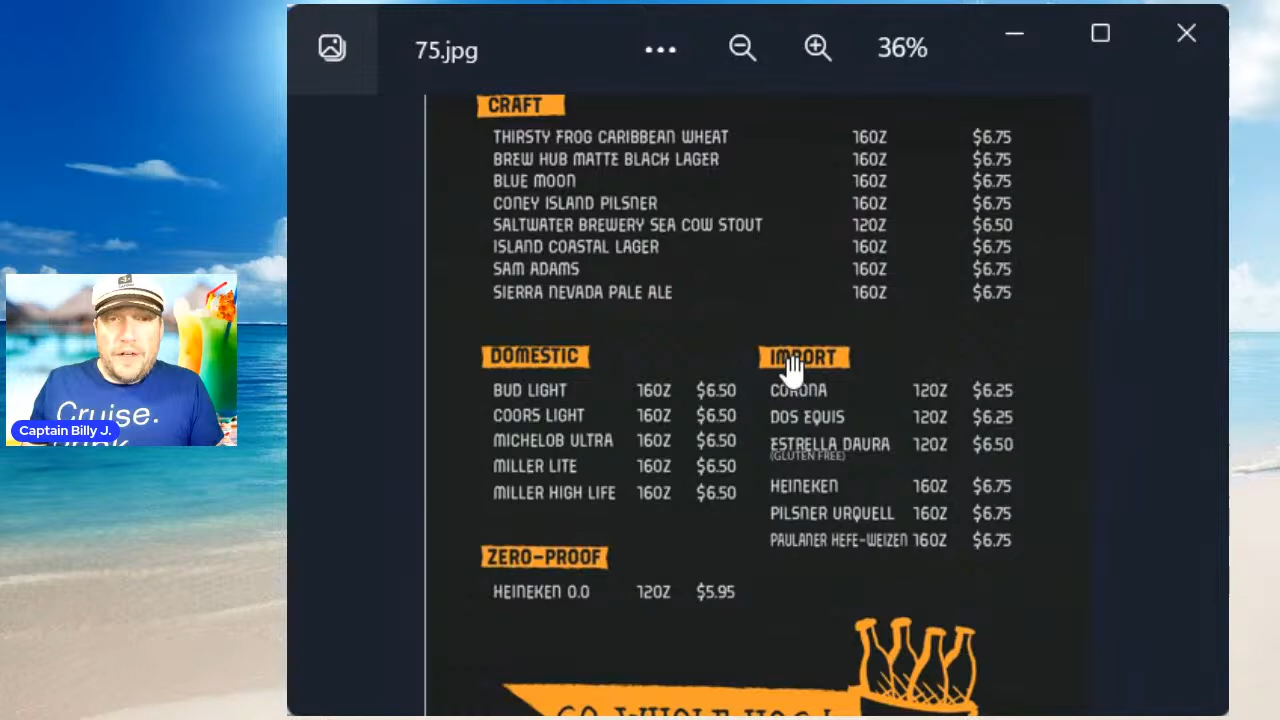 75.jpg
36%
CRAFT
THIRSTY FROG CARIBBEAN WHEAT 16OZ $6.75
BREW HUB MATTE BLACK LAGER 16OZ $6.75
BLUE MOON 16OZ $6.75
CONEY ISLAND PILSNER 16OZ $6.75
SALTWATER BREWERY SEA COW STOUT 12OZ $6.50
ISLAND COASTAL LAGER 16OZ $6.75
SAM ADAMS 16OZ $6.75
SIERRA NEVADA PALE ALE 16OZ $6.75
DOMESTIC
BUD LIGHT 16OZ $6.50
COORS LIGHT 16OZ $6.50
MICHELOB ULTRA 16OZ $6.50
MILLER LITE 16OZ $6.50
MILLER HIGH LIFE 16OZ $6.50
ZERO-PROOF
HEINEKEN 0.0 12OZ $5.95
IMPORT
CORONA 12OZ $6.25
DOS EQUIS 12OZ $6.25
ESTRELLA DAURA 12OZ $6.50
(GLUTEN FREE)
HEINEKEN 16OZ $6.75
PILSNER URQUELL 16OZ $6.75
PAULANER HEFE-WEIZEN 16OZ $6.75
GO WHOLE HOG!
Cruise.
Captain Billy J.